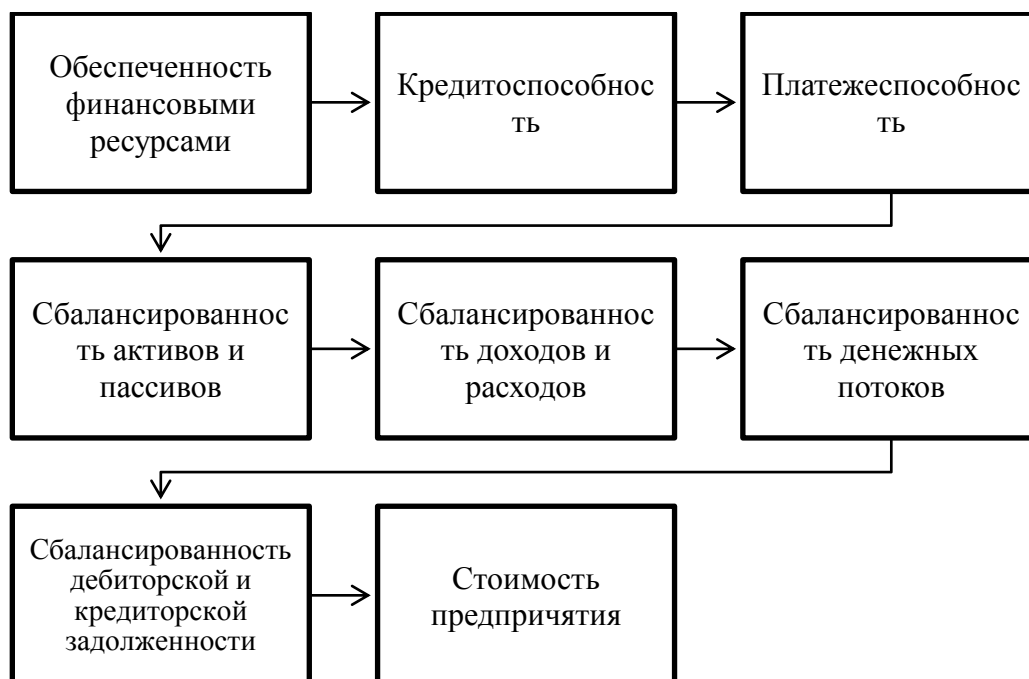 Обеспеченность
финансовыми
ресурсами
Кредитоспособнос
ть
Платежеспособнос
ть
Сбалансированнос
ть активов и
пассивов
Сбалансированнос
ть доходов и
расходов
Сбалансированнос
ть денежных
потоков
Сбалансированность
дебиторской и
кредиторской
задолженности
Стоимость
предпричятия